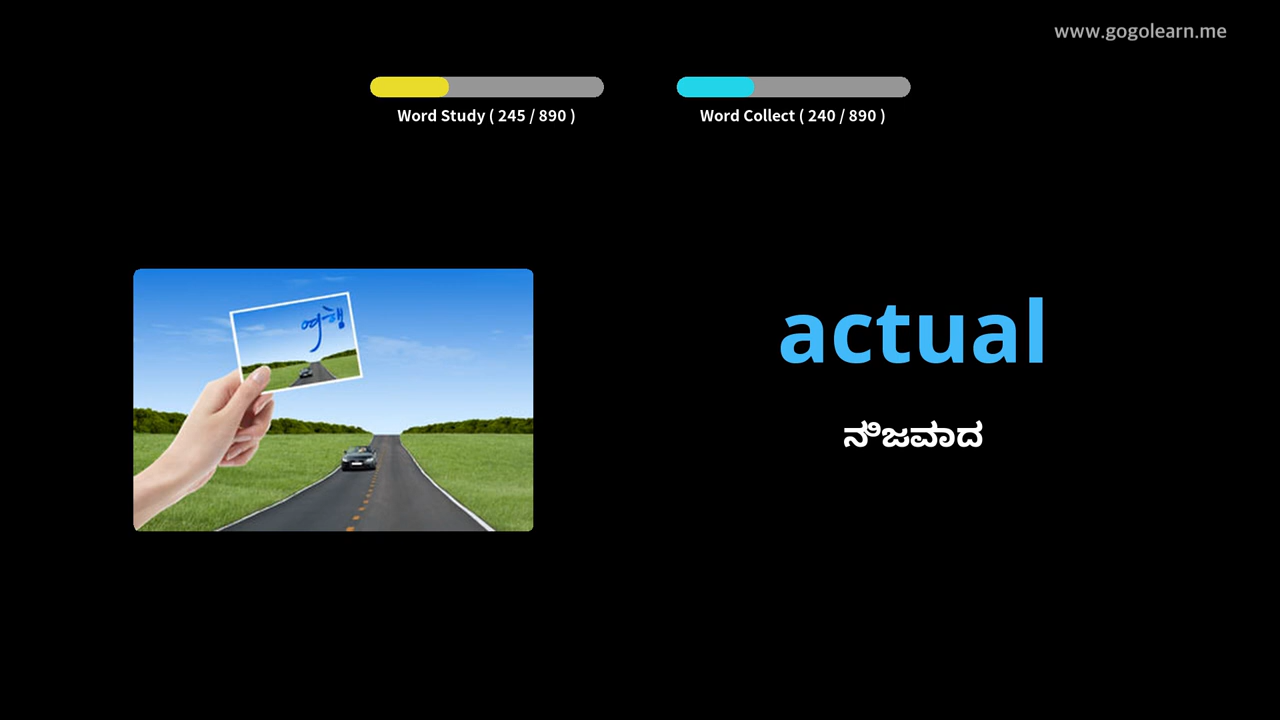 www.gogolearn.me
Word Study ( 245 / 890 )
Word Collect ( 240 / 890 )
여행
actual
ನಿಜವಾದ